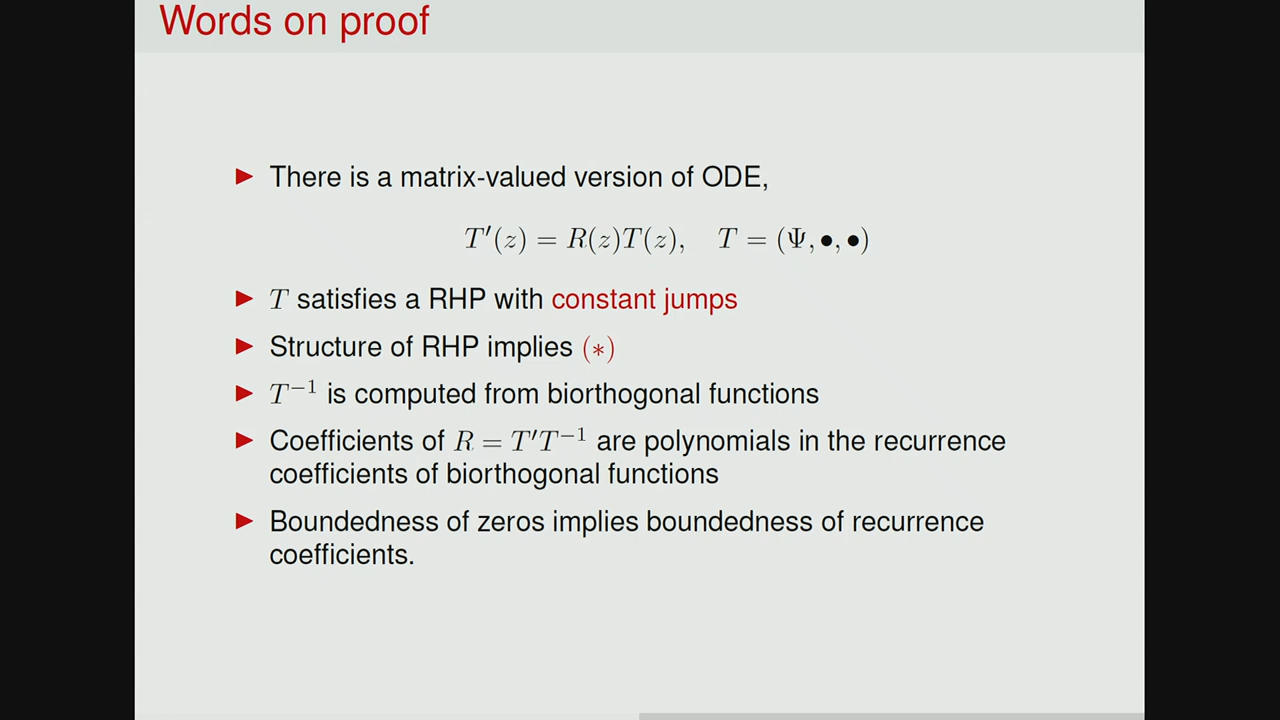 Words on proof
► There is a matrix-valued version of ODE,
T′(z) = R(z)T(z), T = (Ψ, •, •)
► T satisfies a RHP with constant jumps
► Structure of RHP implies (∗)
► T⁻¹ is computed from biorthogonal functions
► Coefficients of R = T′T⁻¹ are polynomials in the recurrence
coefficients of biorthogonal functions
► Boundedness of zeros implies boundedness of recurrence
coefficients.